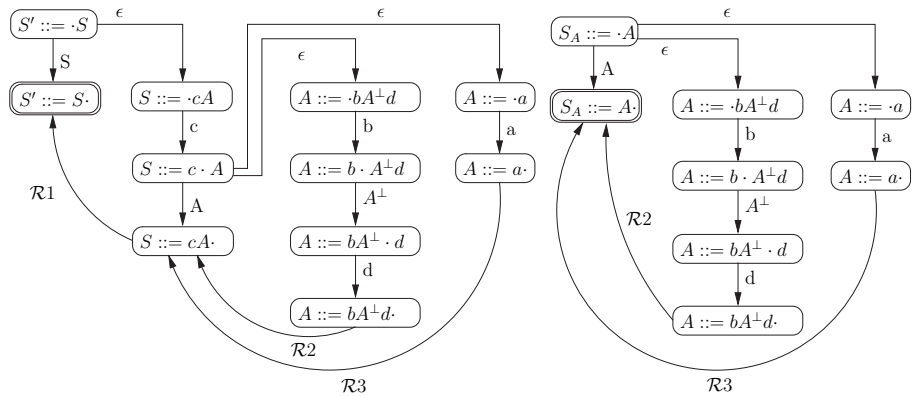 S′ ::= ·S
ϵ
S
S′ ::= S·
S ::= ·cA
c
S ::= c · A
A
S ::= cA·
R1
ϵ
ϵ
A ::= ·bA⊥d
b
A ::= b · A⊥d
A⊥
A ::= bA⊥ · d
d
A ::= bA⊥d·
R2
A ::= ·a
a
A ::= a·
R3
S_A ::= ·A
ϵ
ϵ
A
S_A ::= A·
A ::= ·bA⊥d
b
A ::= b · A⊥d
A⊥
A ::= bA⊥ · d
d
A ::= bA⊥d·
R2
A ::= ·a
a
A ::= a·
R3